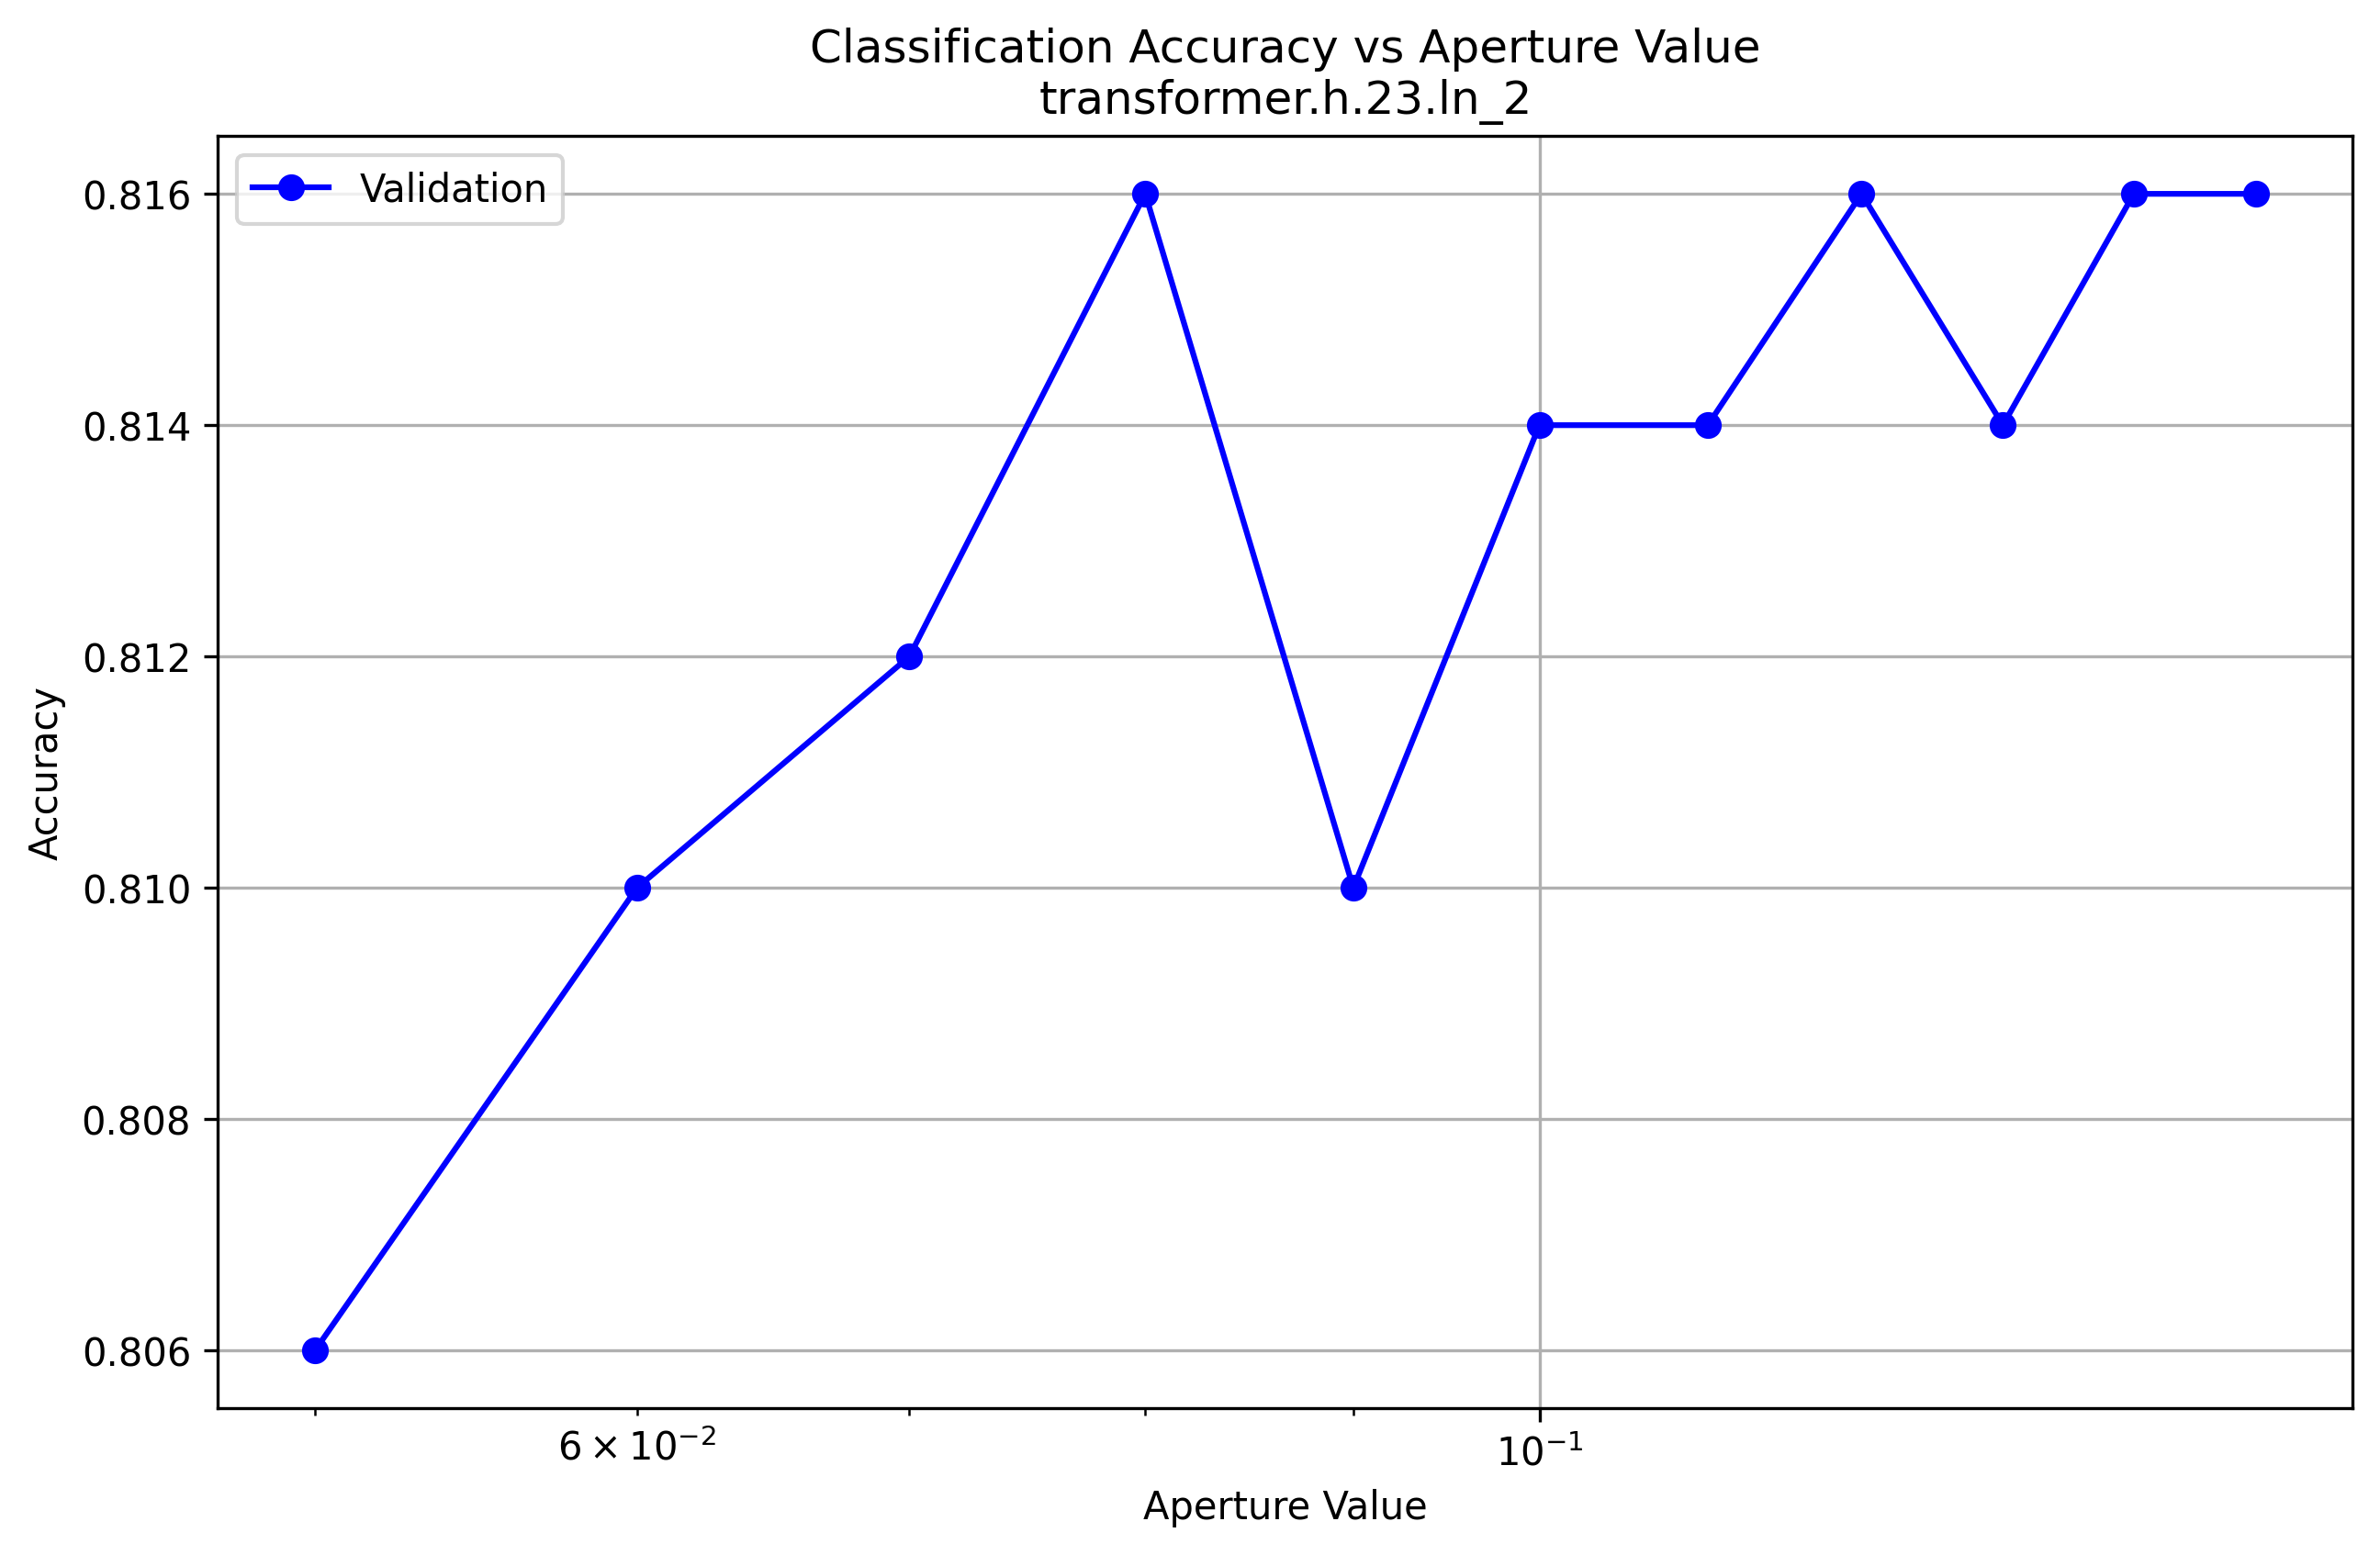 Classification Accuracy vs Aperture Value
transformer.h.23.ln_2
Validation
0.816
0.814
0.812
0.810
0.808
0.806
Accuracy
6 × 10⁻²
10⁻¹
Aperture Value